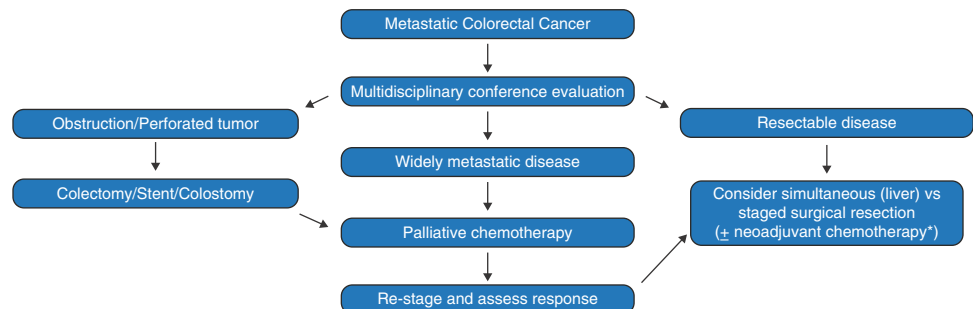 Metastatic Colorectal Cancer
Multidisciplinary conference evaluation
Obstruction/Perforated tumor
Resectable disease
Widely metastatic disease
Colectomy/Stent/Colostomy
Consider simultaneous (liver) vs
staged surgical resection
(± neoadjuvant chemotherapy*)
Palliative chemotherapy
Re-stage and assess response